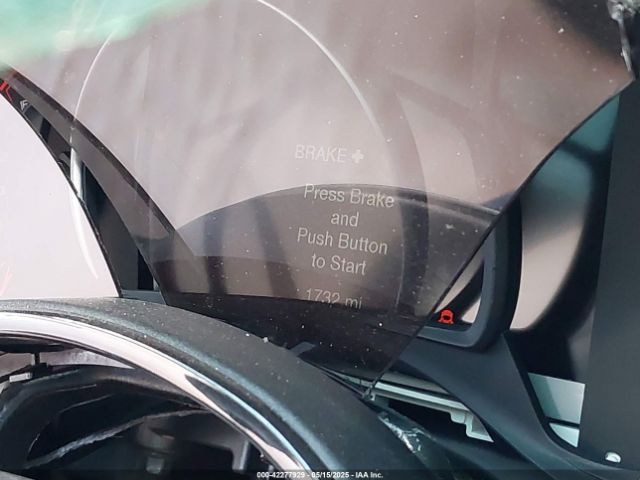 BRAKE +
Press Brake
and
Push Button
to Start
1732 mi
000-42277929 - 05/15/2025 - IAA Inc.